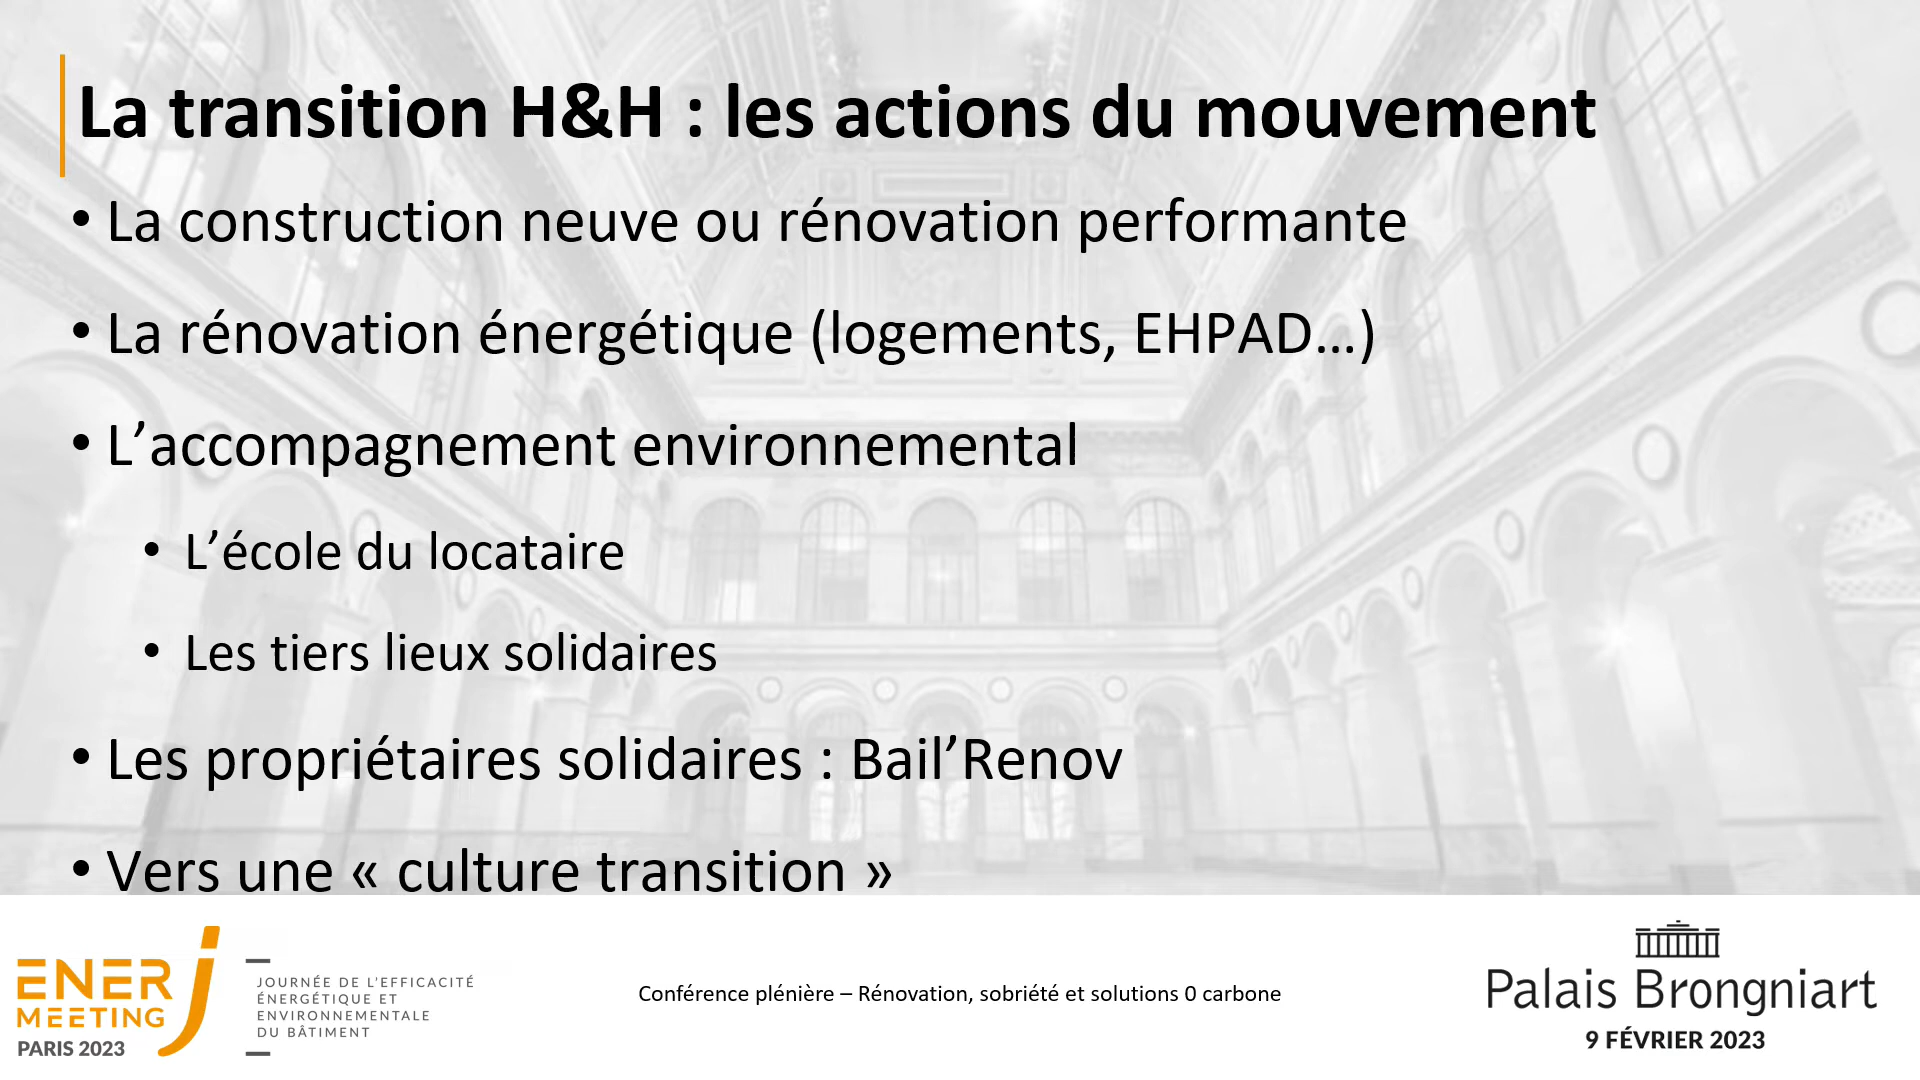 La transition H&H : les actions du mouvement
• La construction neuve ou rénovation performante
• La rénovation énergétique (logements, EHPAD…)
• L’accompagnement environnemental
• L’école du locataire
• Les tiers lieux solidaires
• Les propriétaires solidaires : Bail’Renov
• Vers une « culture transition »
ENERJ
MEETING
PARIS 2023
JOURNÉE DE L'EFFICACITÉ
ÉNERGÉTIQUE ET
ENVIRONNEMENTALE
DU BÂTIMENT
Conférence plénière – Rénovation, sobriété et solutions 0 carbone
Palais Brongniart
9 FÉVRIER 2023